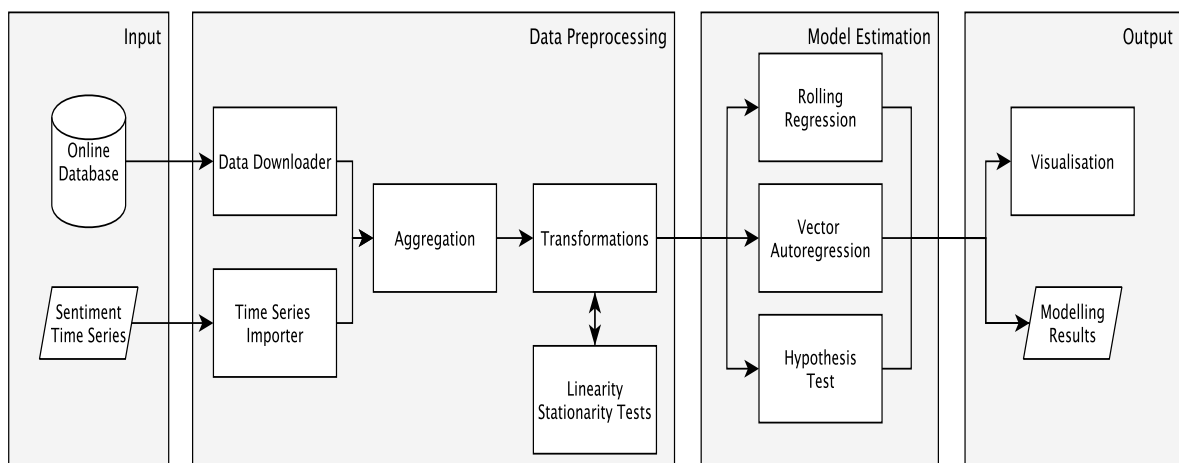 Input
Online
Database
Sentiment
Time Series
Data Preprocessing
Data Downloader
Time Series
Importer
Aggregation
Transformations
Linearity
Stationarity Tests
Model Estimation
Rolling
Regression
Vector
Autoregression
Hypothesis
Test
Output
Visualisation
Modelling
Results